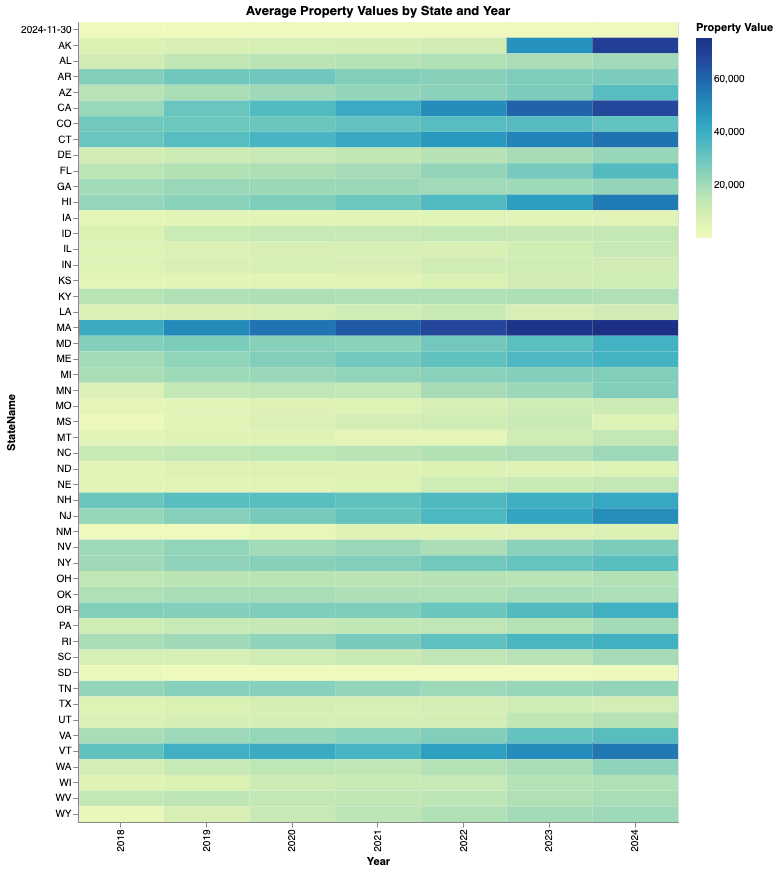 Average Property Values by State and Year
Property Value
60,000
40,000
20,000
StateName
2024-11-30
AK
AL
AR
AZ
CA
CO
CT
DE
FL
GA
HI
IA
ID
IL
IN
KS
KY
LA
MA
MD
ME
MI
MN
MO
MS
MT
NC
ND
NE
NH
NJ
NM
NV
NY
OH
OK
OR
PA
RI
SC
SD
TN
TX
UT
VA
VT
WA
WI
WV
WY
2018 2019 2020 2021 2022 2023 2024
Year